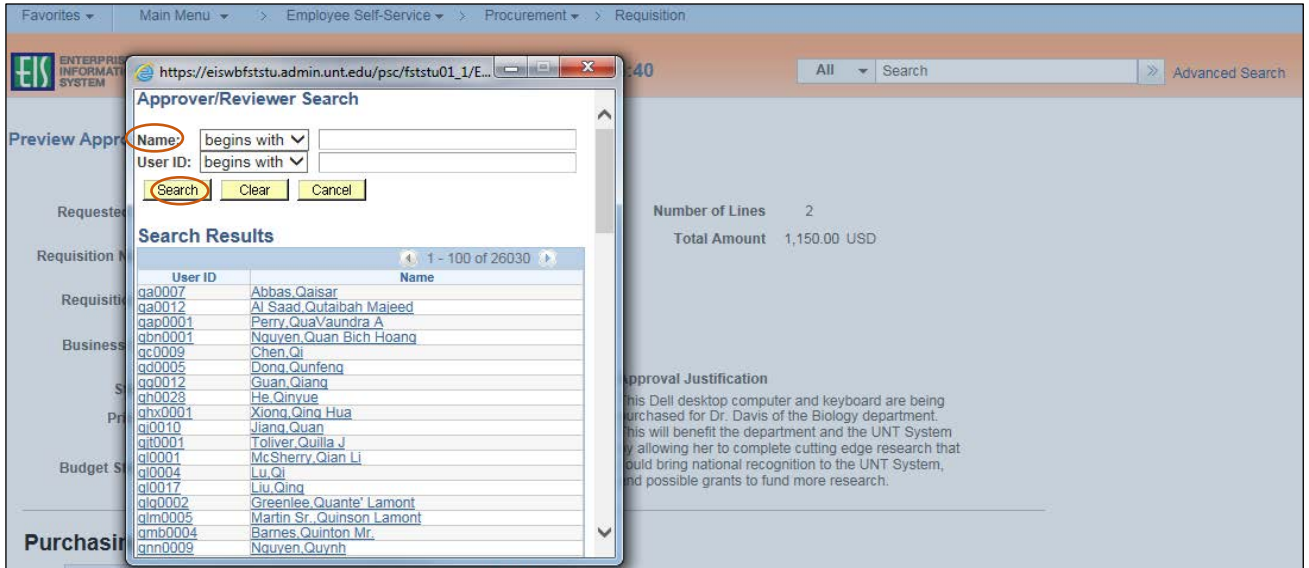 Favorites Main Menu > Employee Self-Service > Procurement > Requisition
EIS ENTERPRIS
INFORMATI
SYSTEM
https://eiswbfststu.admin.unt.edu/psc/fststu01_1/E...
:40
All Search Advanced Search
Preview Appro
Approver/Reviewer Search
Name: begins with
User ID: begins with
Search Clear Cancel
Requeste
Number of Lines 2
Search Results
Total Amount 1,150.00 USD
Requisition N
1 - 100 of 26030
User ID Name
qa0007 Abbas,Qaisar
Requisitio
qa0012 Al Saad,Qutaibah Majeed
qap0001 Perry,QuaVaundra A
qbn0001 Nguyen,Quan Bich Hoang
Business
qc0009 Chen,Qi
qd0005 Dong,Qunfeng
qg0012 Guan,Qiang
St
pproval Justification
qh0028 He,Qinyue
his Dell desktop computer and keyboard are being
qhx0001 Xiong,Qing Hua
Pri
urchased for Dr. Davis of the Biology department.
qj0010 Jiang,Quan
his will benefit the department and the UNT System
qjt0001 Toliver,Quilla J
y allowing her to complete cutting edge research that
ql0001 McSherry,Qian Li
Budget St
ould bring national recognition to the UNT System,
ql0004 Lu,Qi
nd possible grants to fund more research.
ql0017 Liu,Qing
qlg0002 Greenlee,Quante' Lamont
qlm0005 Martin Sr.,Quinson Lamont
qmb0004 Barnes,Quinton Mr.
Purchasin
qnn0009 Nguyen,Quynh